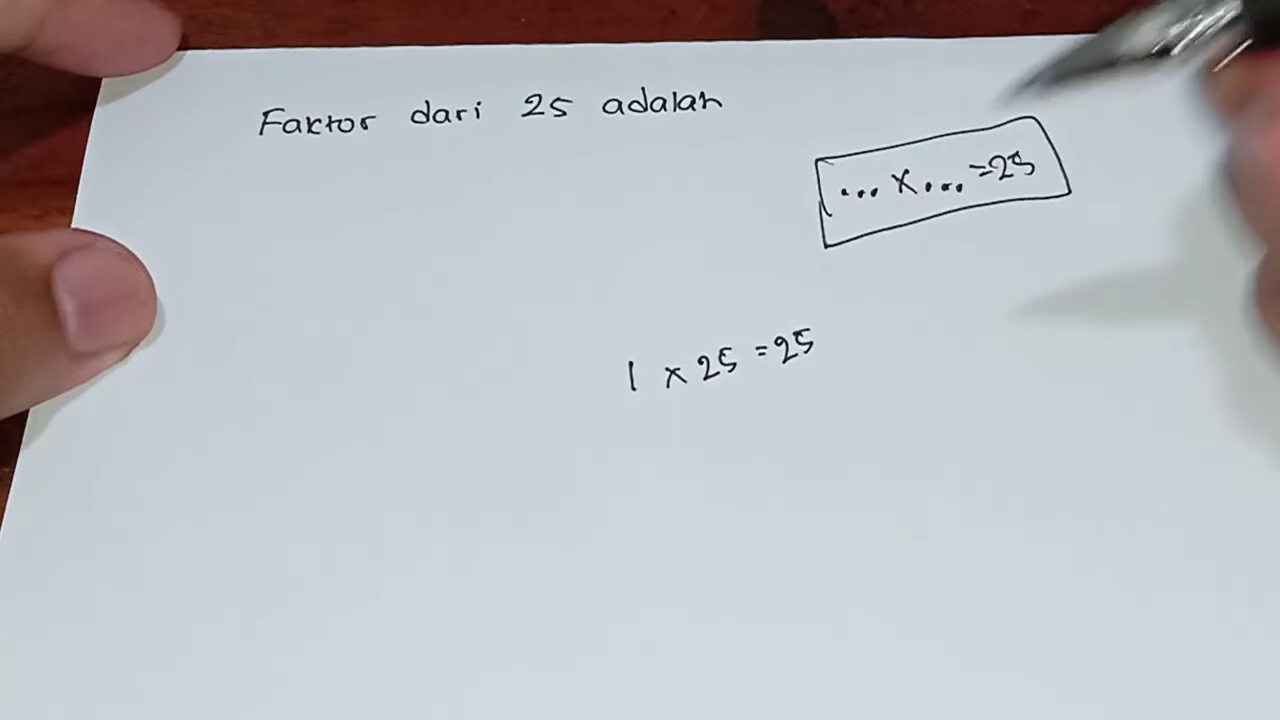 Faktor dari 25 adalah
... x ... = 25
1 x 25 = 25